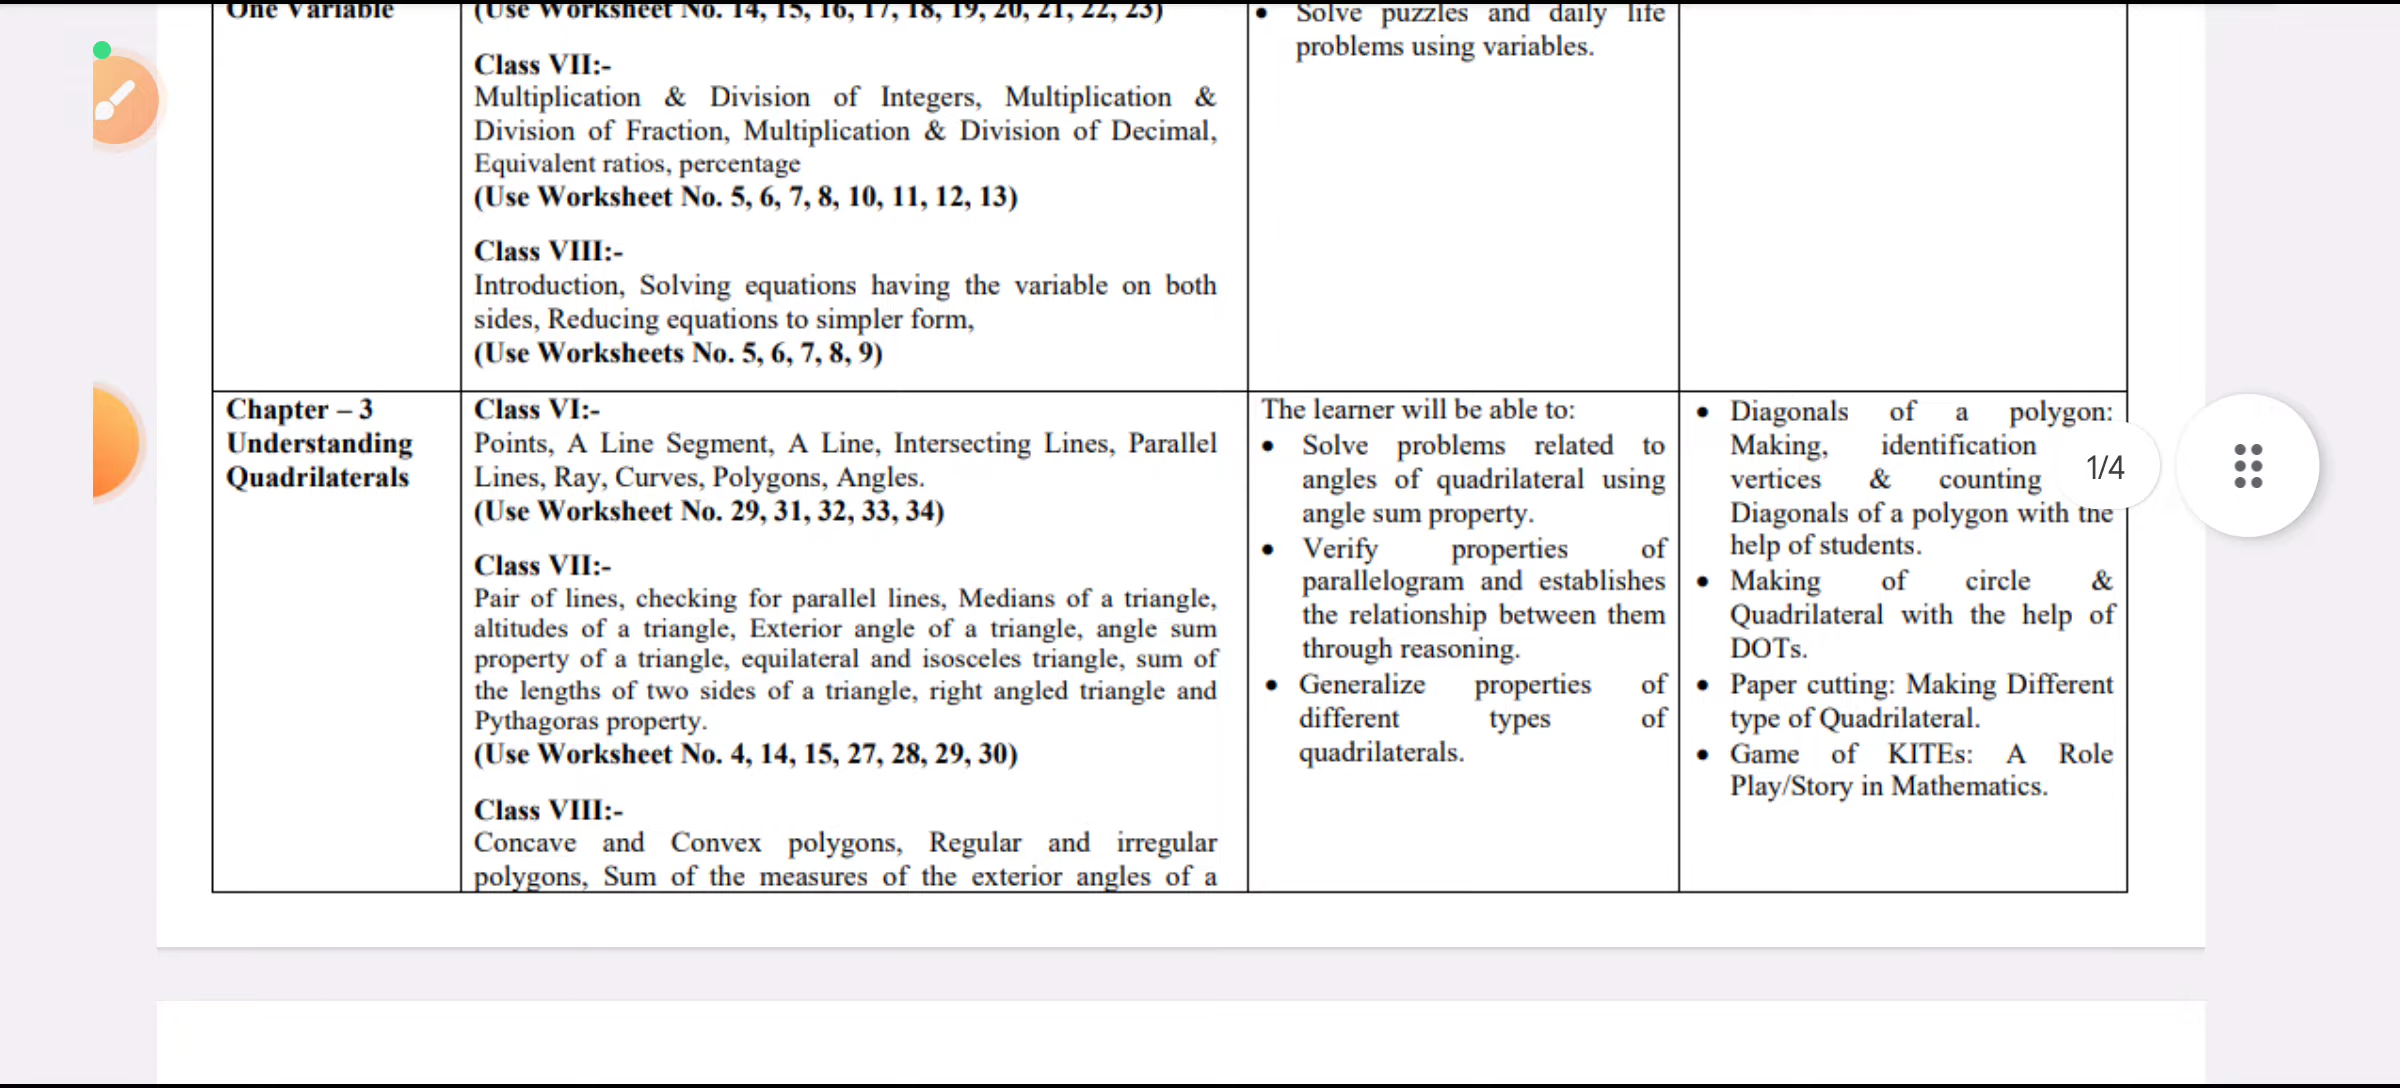 One Variable
(Use Worksheet No. 14, 15, 16, 17, 18, 19, 20, 21, 22, 23)
Class VII:-
Multiplication & Division of Integers, Multiplication &
Division of Fraction, Multiplication & Division of Decimal,
Equivalent ratios, percentage
(Use Worksheet No. 5, 6, 7, 8, 10, 11, 12, 13)
Class VIII:-
Introduction, Solving equations having the variable on both
sides, Reducing equations to simpler form,
(Use Worksheets No. 5, 6, 7, 8, 9)
• Solve puzzles and daily life
problems using variables.
Chapter – 3
Understanding
Quadrilaterals
Class VI:-
Points, A Line Segment, A Line, Intersecting Lines, Parallel
Lines, Ray, Curves, Polygons, Angles.
(Use Worksheet No. 29, 31, 32, 33, 34)
Class VII:-
Pair of lines, checking for parallel lines, Medians of a triangle,
altitudes of a triangle, Exterior angle of a triangle, angle sum
property of a triangle, equilateral and isosceles triangle, sum of
the lengths of two sides of a triangle, right angled triangle and
Pythagoras property.
(Use Worksheet No. 4, 14, 15, 27, 28, 29, 30)
Class VIII:-
Concave and Convex polygons, Regular and irregular
polygons, Sum of the measures of the exterior angles of a
The learner will be able to:
• Solve problems related to
angles of quadrilateral using
angle sum property.
• Verify properties of
parallelogram and establishes
the relationship between them
through reasoning.
• Generalize properties of
different types of
quadrilaterals.
• Diagonals of a polygon:
Making, identification
vertices & counting
Diagonals of a polygon with the
help of students.
• Making of circle &
Quadrilateral with the help of
DOTs.
• Paper cutting: Making Different
type of Quadrilateral.
• Game of KITEs: A Role
Play/Story in Mathematics.
1/4